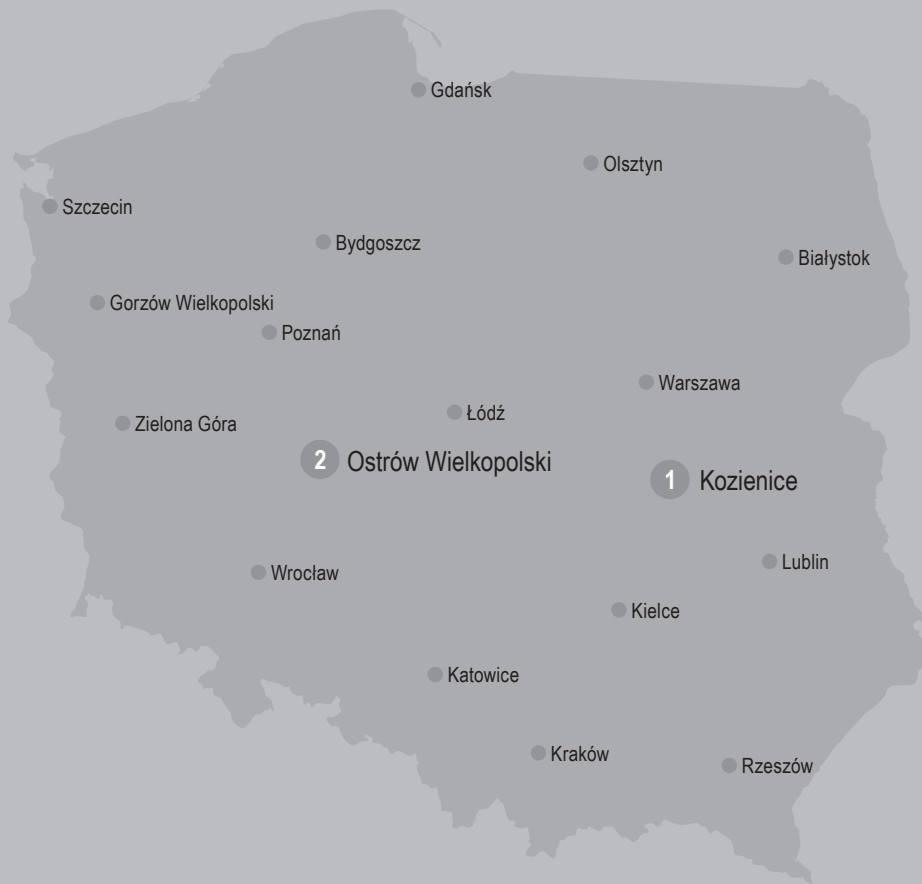 Gdańsk
Olsztyn
Szczecin
Bydgoszcz
Białystok
Gorzów Wielkopolski
Poznań
Warszawa
Łódź
Zielona Góra
2 Ostrów Wielkopolski
1 Kozienice
Lublin
Wrocław
Kielce
Katowice
Kraków
Rzeszów